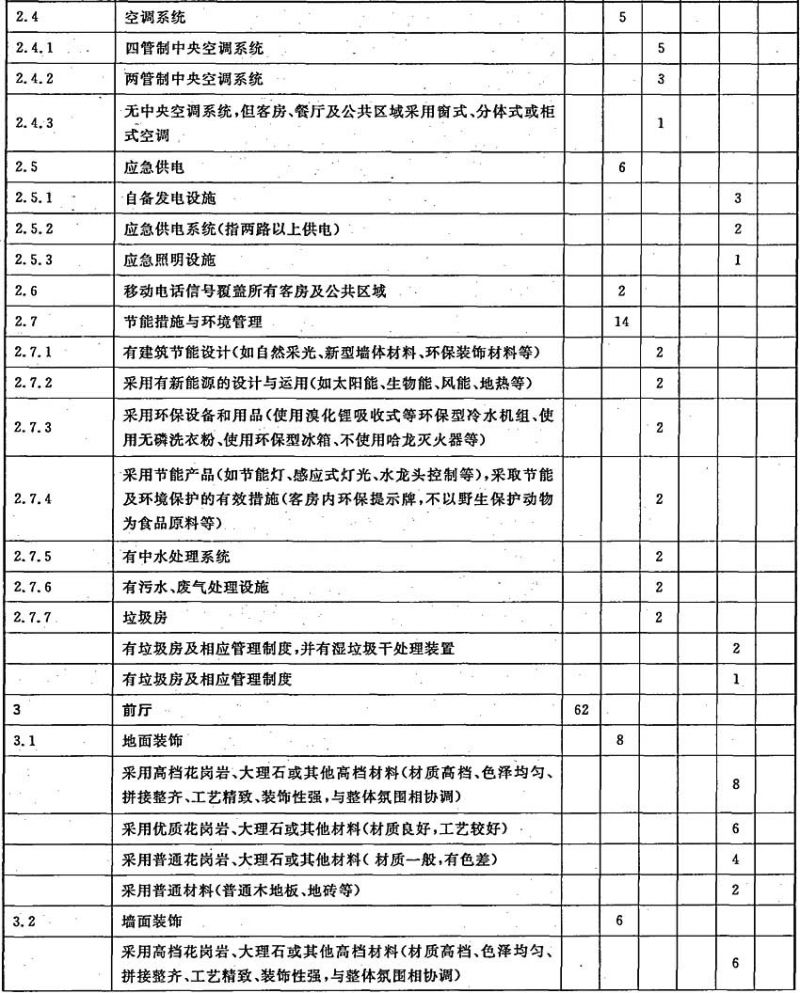 2.4 空调系统 5
2.4.1 四管制中央空调系统 5
2.4.2 两管制中央空调系统 3
2.4.3 无中央空调系统,但客房、餐厅及公共区域采用窗式、分体式或柜
式空调 1
2.5 应急供电 6
2.5.1 自备发电设施 3
2.5.2 应急供电系统(指两路以上供电) 2
2.5.3 应急照明设施 1
2.6 移动电话信号覆盖所有客房及公共区域 2
2.7 节能措施与环境管理 14
2.7.1 有建筑节能设计(如自然采光、新型墙体材料、环保装饰材料等) 2
2.7.2 采用有新能源的设计与运用(如太阳能、生物能、风能、地热等) 2
2.7.3 采用环保设备和用品(使用溴化锂吸收式等环保型冷水机组、使
用无磷洗衣粉、使用环保型冰箱、不使用哈龙灭火器等) 2
2.7.4 采用节能产品(如节能灯、感应式灯光、水龙头控制等),采取节能
及环境保护的有效措施(客房内环保提示牌,不以野生保护动物
为食品原料等) 2
2.7.5 有中水处理系统 2
2.7.6 有污水、废气处理设施 2
2.7.7 垃圾房 2
有垃圾房及相应管理制度,并有湿垃圾干处理装置 2
有垃圾房及相应管理制度 1
3 前厅 62
3.1 地面装饰 8
采用高档花岗岩、大理石或其他高档材料(材质高档、色泽均匀、
拼接整齐、工艺精致、装饰性强,与整体氛围相协调) 8
采用优质花岗岩、大理石或其他材料(材质良好,工艺较好) 6
采用普通花岗岩、大理石或其他材料(材质一般,有色差) 4
采用普通材料(普通木地板、地砖等) 2
3.2 墙面装饰 6
采用高档花岗岩、大理石或其他高档材料(材质高档、色泽均匀、
拼接整齐、工艺精致、装饰性强,与整体氛围相协调) 6